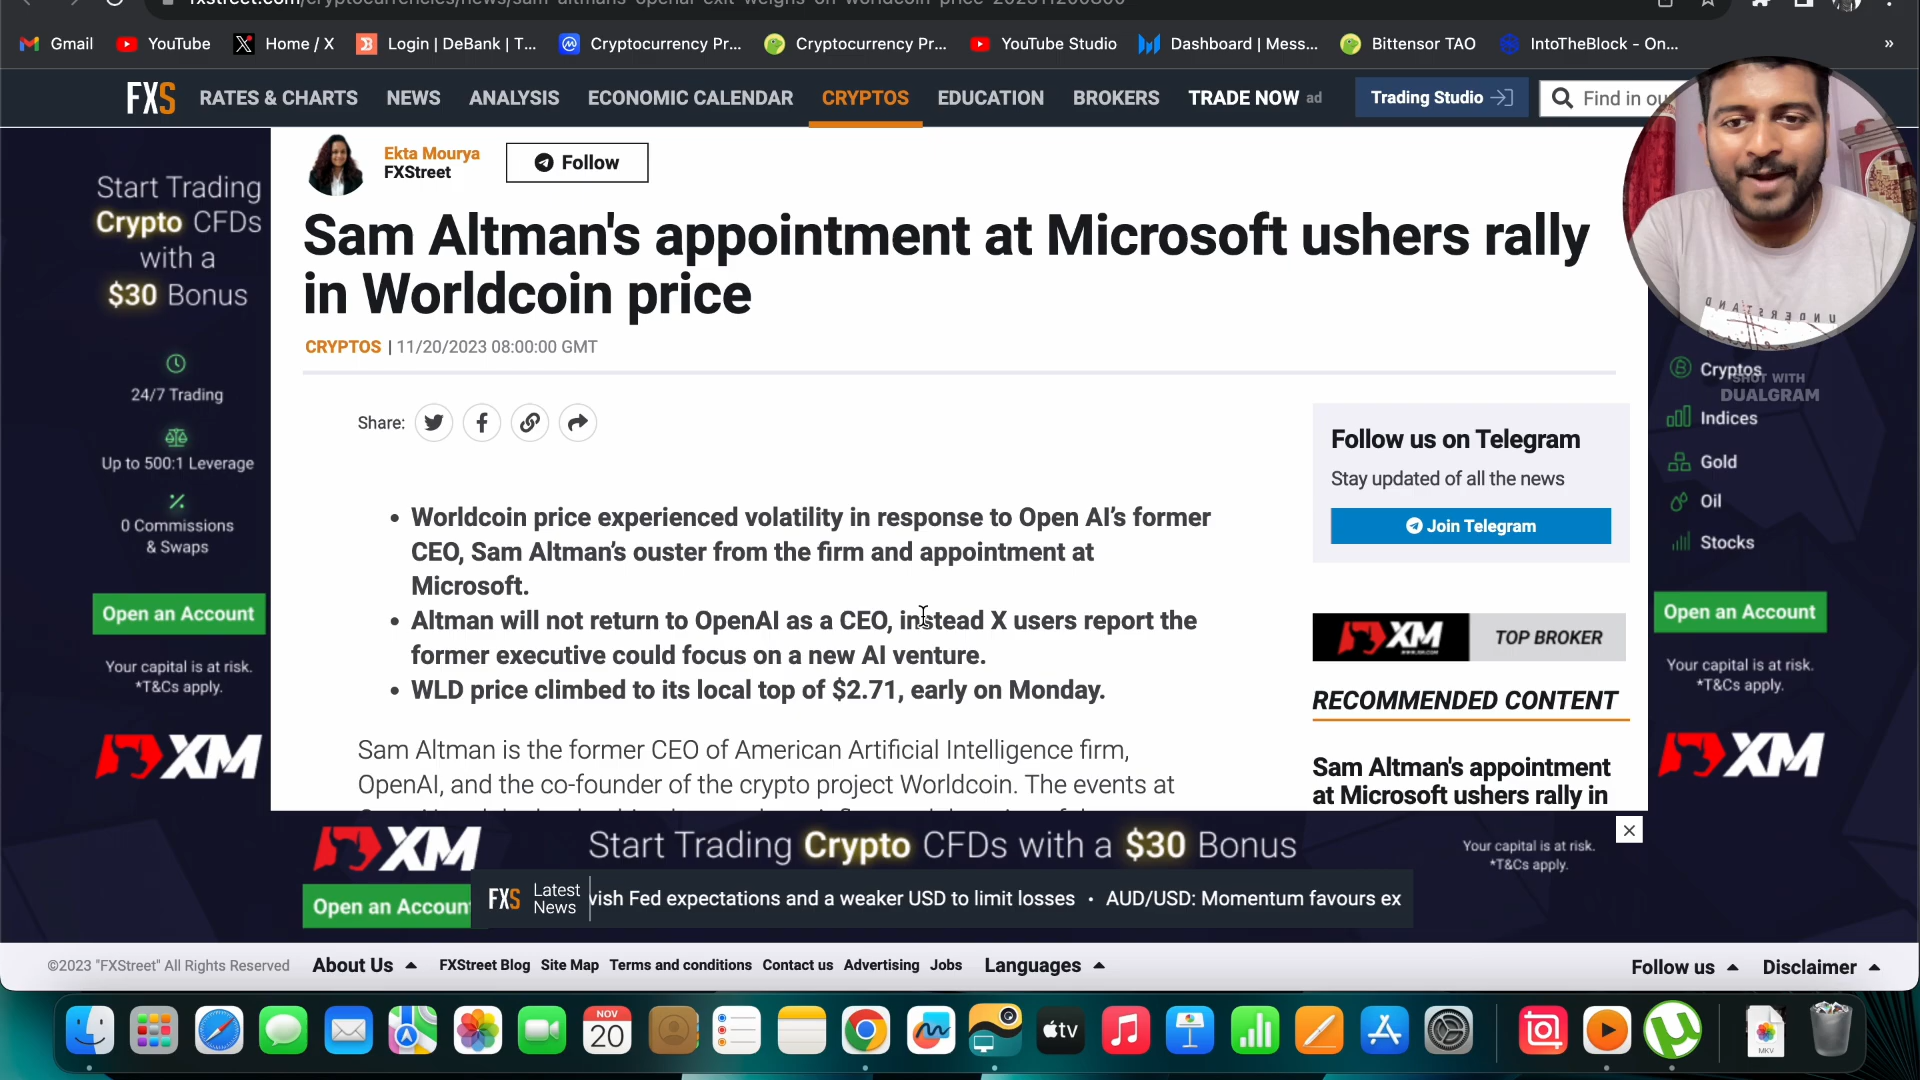 Gmail
YouTube
Home / X
Login | DeBank | T...
Cryptocurrency Pr...
Cryptocurrency Pr...
YouTube Studio
Dashboard | Mess...
Bittensor TAO
IntoTheBlock - On...
»
FXS
RATES & CHARTS
NEWS
ANALYSIS
ECONOMIC CALENDAR
CRYPTOS
EDUCATION
BROKERS
TRADE NOW ad
Trading Studio
Find in ou
Ekta Mourya
FXStreet
Follow
Sam Altman's appointment at Microsoft ushers rally
in Worldcoin price
CRYPTOS | 11/20/2023 08:00:00 GMT
Share:
Worldcoin price experienced volatility in response to Open AI's former
CEO, Sam Altman's ouster from the firm and appointment at
Microsoft.
Altman will not return to OpenAI as a CEO, instead X users report the
former executive could focus on a new AI venture.
WLD price climbed to its local top of $2.71, early on Monday.
Sam Altman is the former CEO of American Artificial Intelligence firm,
OpenAI, and the co-founder of the crypto project Worldcoin. The events at
Follow us on Telegram
Stay updated of all the news
Join Telegram
XM
TOP BROKER
RECOMMENDED CONTENT
Sam Altman's appointment
at Microsoft ushers rally in
Start Trading
Crypto CFDs
with a
$30 Bonus
24/7 Trading
Up to 500:1 Leverage
0 Commissions
& Swaps
Open an Account
Your capital is at risk.
*T&Cs apply.
XM
SHOT WITH
DUALGRAM
Cryptos
Indices
Gold
Oil
Stocks
Open an Account
Your capital is at risk.
*T&Cs apply.
XM
XM
Start Trading Crypto CFDs with a $30 Bonus
Your capital is at risk.
*T&Cs apply.
Open an Accoun
FXS
Latest
News
vish Fed expectations and a weaker USD to limit losses • AUD/USD: Momentum favours ex
©2023 "FXStreet" All Rights Reserved
About Us
FXStreet Blog
Site Map
Terms and conditions
Contact us
Advertising
Jobs
Languages
Follow us
Disclaimer
NOV
20
tv
MKV